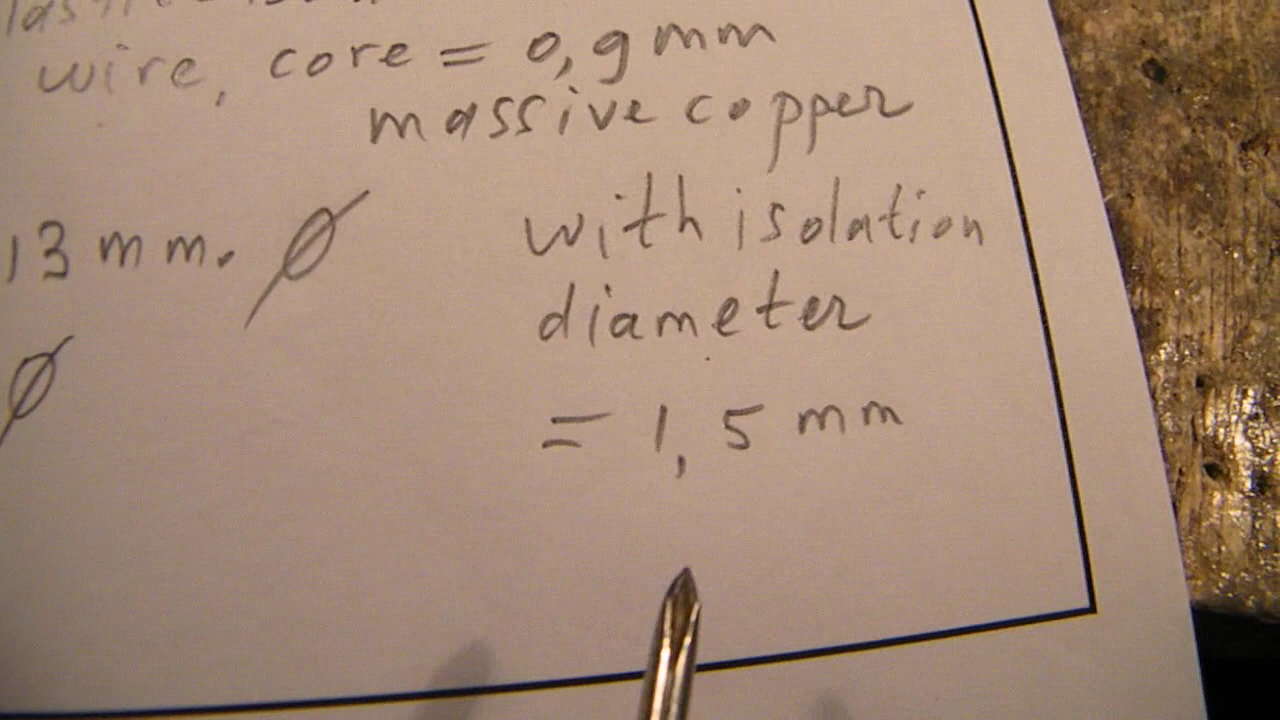 wire, core = 0,9 mm
massive copper
13 mm. Ø
with isolation
diameter
Ø
= 1,5 mm